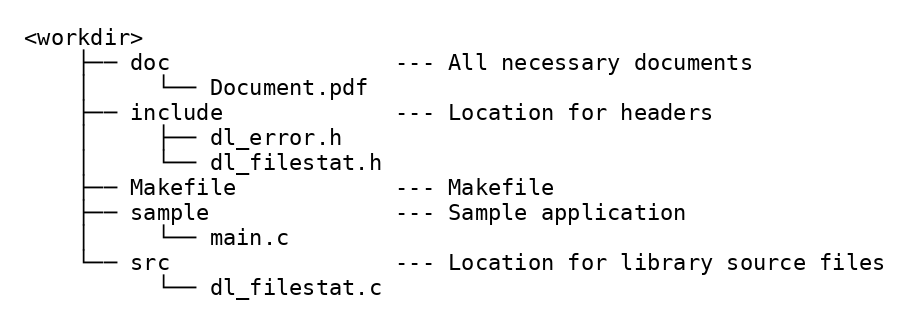 <workdir>
├── doc                 --- All necessary documents
│     └── Document.pdf
├── include             --- Location for headers
│     ├── dl_error.h
│     └── dl_filestat.h
├── Makefile            --- Makefile
├── sample              --- Sample application
│     └── main.c
└── src                 --- Location for library source files
      └── dl_filestat.c